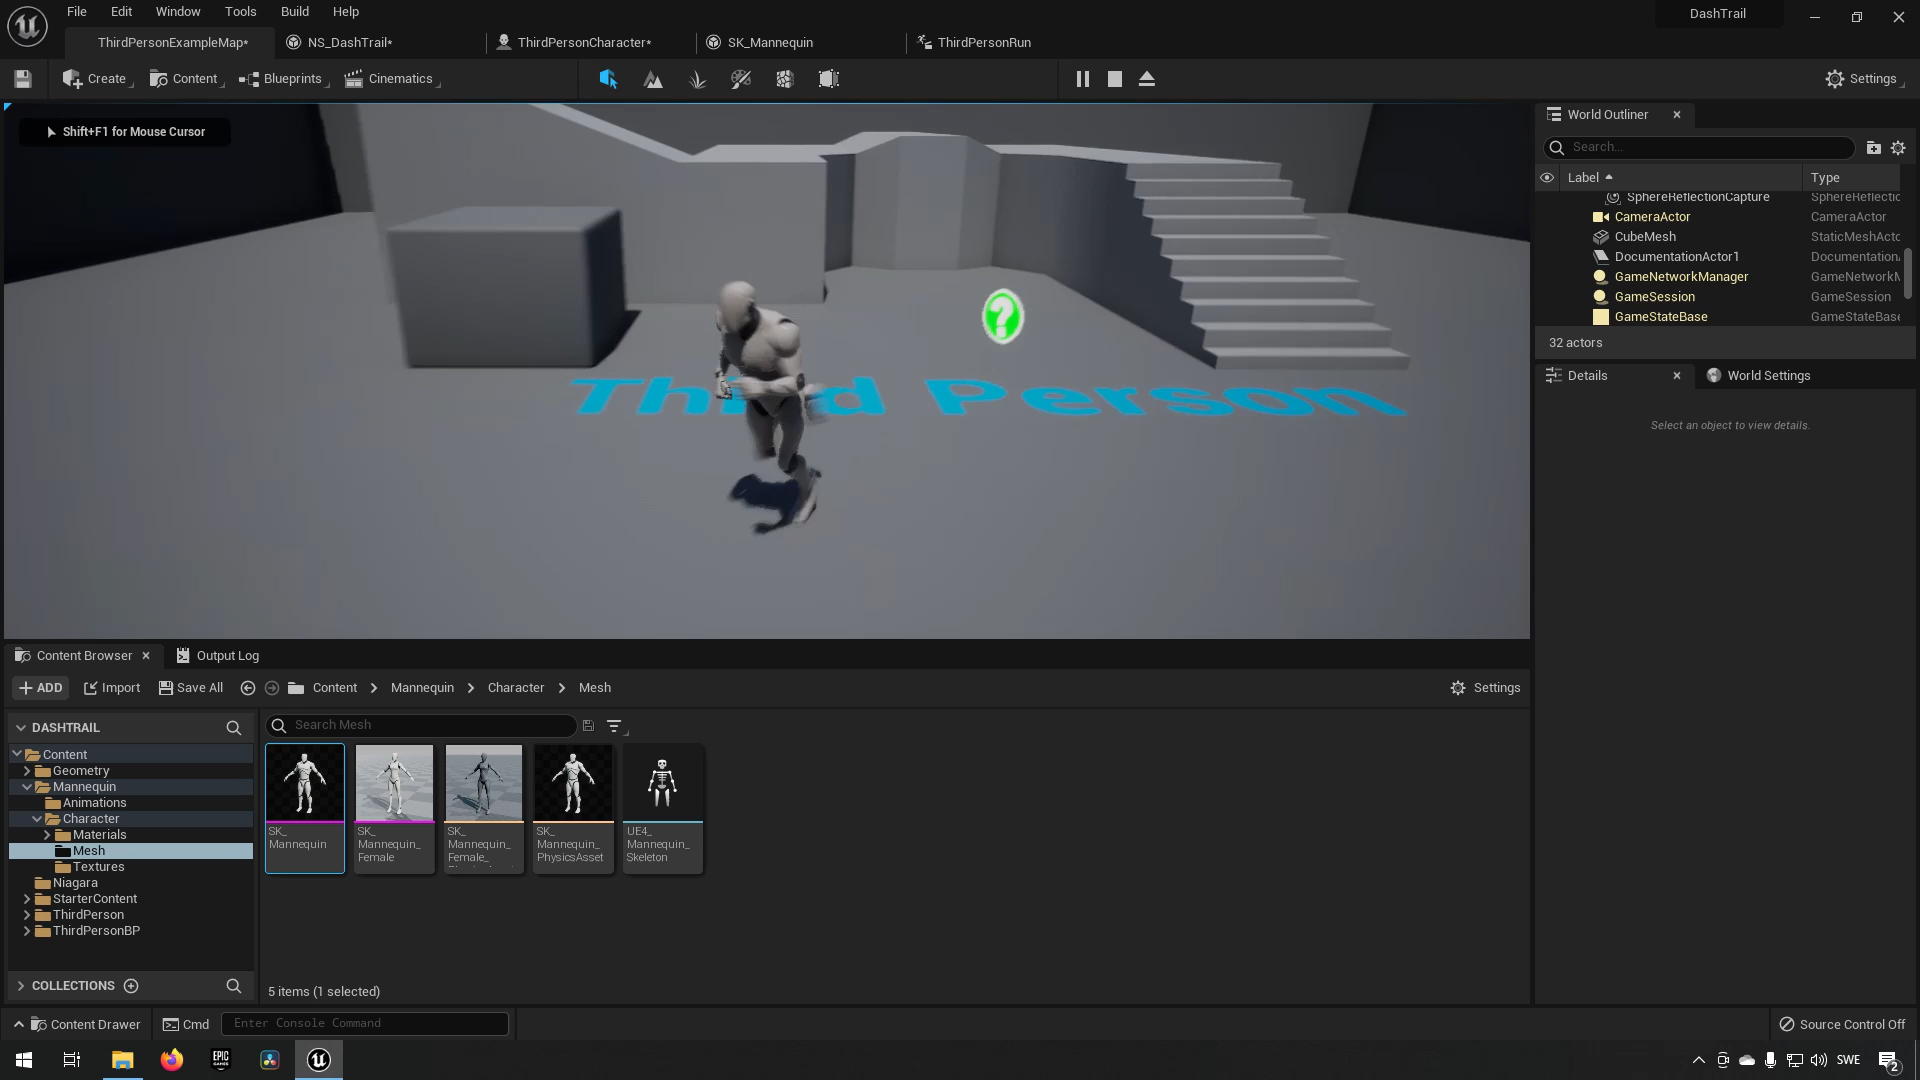 File Edit Window Tools Build Help
DashTrail
ThirdPersonExampleMap*
NS_DashTrail*
ThirdPersonCharacter*
SK_Mannequin
ThirdPersonRun
Create
Content
Blueprints
Cinematics
Settings
Shift+F1 for Mouse Cursor
Third Person
World Outliner
Search...
Label
Type
SphereReflectionCapture SphereReflectic
CameraActor CameraActor
CubeMesh StaticMeshActo
DocumentationActor1 Documentation
GameNetworkManager GameNetworkM
GameSession GameSession
GameStateBase GameStateBase
32 actors
Details
World Settings
Select an object to view details.
Content Browser
Output Log
ADD
Import
Save All
Content
Mannequin
Character
Mesh
Settings
DASHTRAIL
Content
Geometry
Mannequin
Animations
Character
Materials
Mesh
Textures
Niagara
StarterContent
ThirdPerson
ThirdPersonBP
COLLECTIONS
Search Mesh
SK_
Mannequin
SK_
Mannequin_
Female
SK_
Mannequin_
Female_
SK_
Mannequin_
PhysicsAsset
UE4_
Mannequin_
Skeleton
5 items (1 selected)
Content Drawer
Cmd
Enter Console Command
Source Control Off
EPIC
GAMES
SWE
2